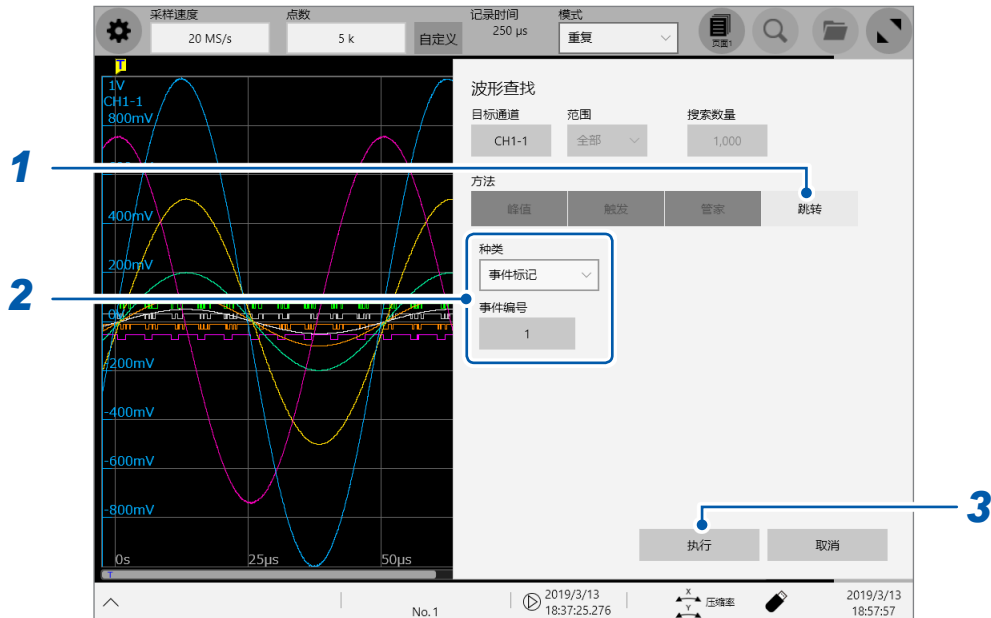 采样速度 点数 记录时间 模式
20 MS/s 5 k 自定义 250 μs 重复 页面1
T
1V
CH1-1
800mV
400mV
200mV
0V
-200mV
-400mV
-600mV
-800mV
0s 25μs 50μs
T
波形查找
目标通道 范围 搜索数量
CH1-1 全部 1,000
1
方法
峰值 触发 管家 跳转
2
种类
事件标记
事件编号
1
3
执行 取消
No. 1
2019/3/13
18:37:25.276
X
Y
压缩率
2019/3/13
18:57:57